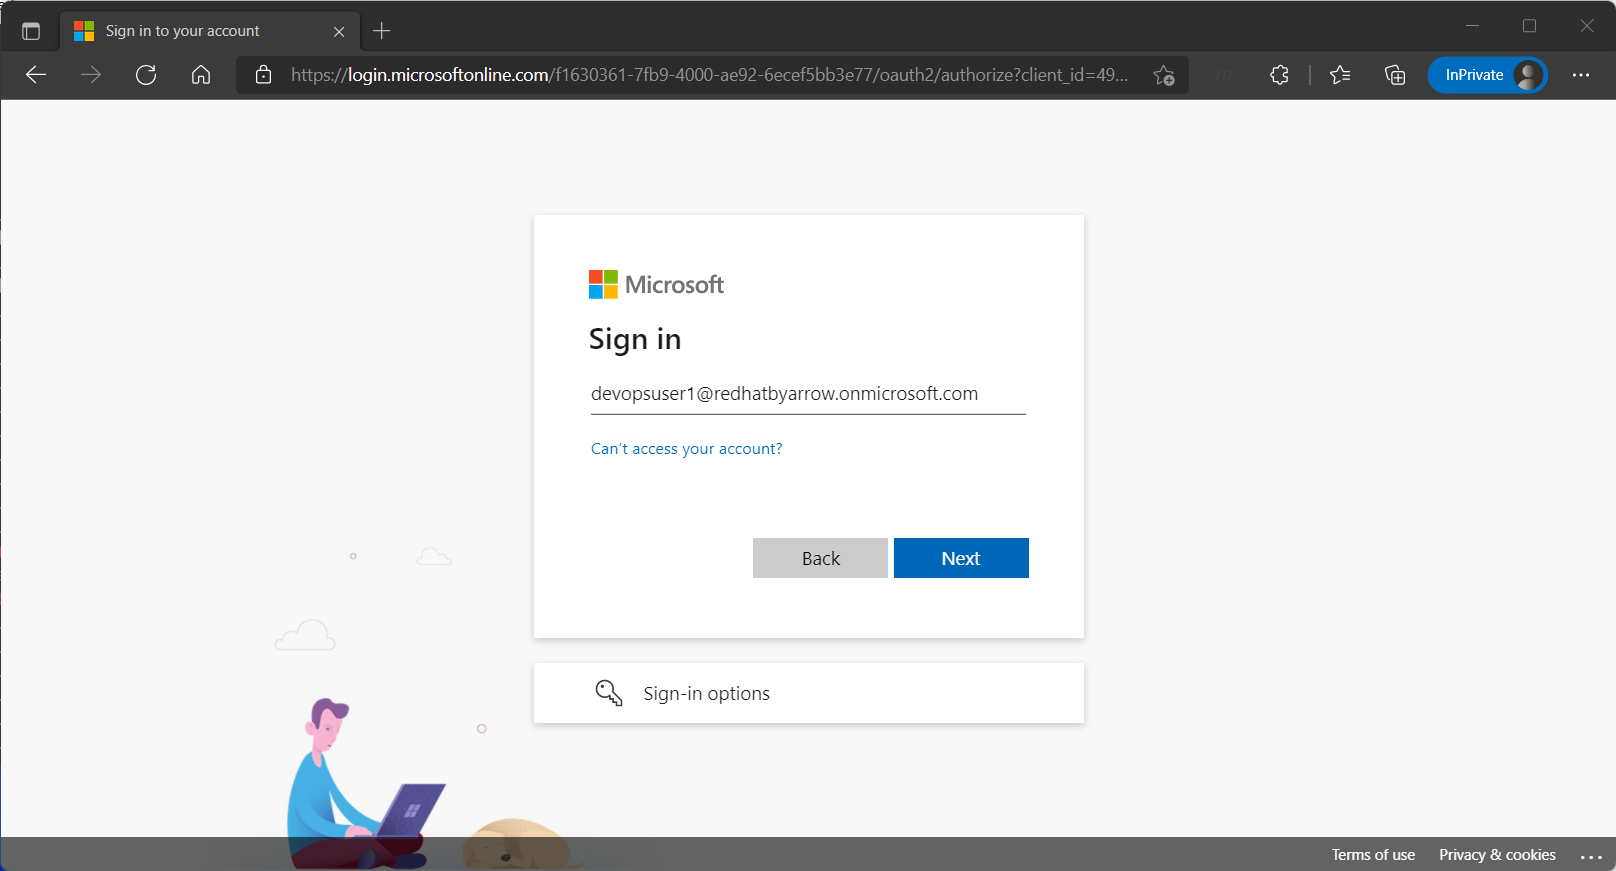 Sign in to your account
https://login.microsoftonline.com/f1630361-7fb9-4000-ae92-6ecef5bb3e77/oauth2/authorize?client_id=49...
InPrivate
Microsoft
Sign in
devopsuser1@redhatbyarrow.onmicrosoft.com
Can't access your account?
Back Next
Sign-in options
Terms of use Privacy & cookies ...